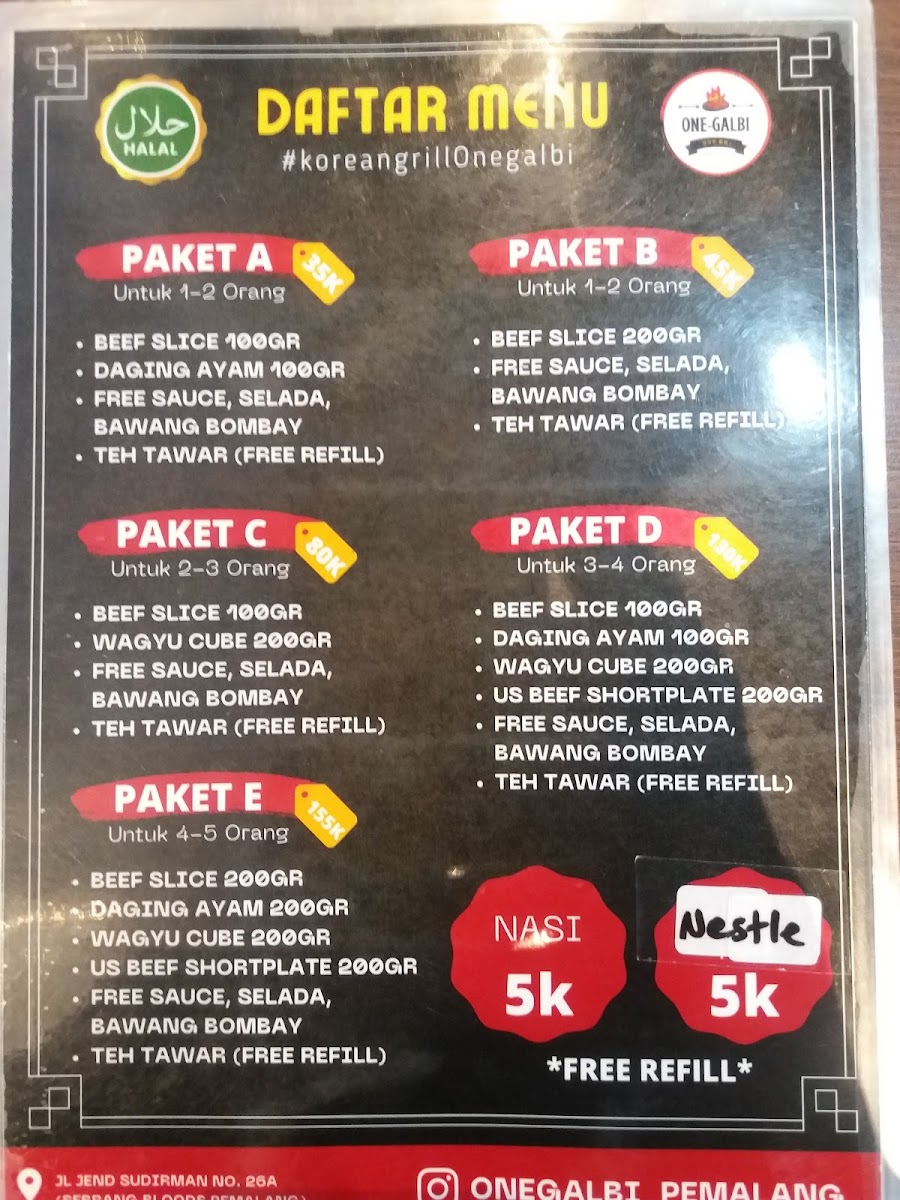 حلال
HALAL
DAFTAR MENU
#koreangrillOnegalbi
ONE-GALBI
PAKET A
35K
Untuk 1-2 Orang
• BEEF SLICE 100GR
• DAGING AYAM 100GR
• FREE SAUCE, SELADA,
BAWANG BOMBAY
• TEH TAWAR (FREE REFILL)
PAKET B
45K
Untuk 1-2 Orang
• BEEF SLICE 200GR
• FREE SAUCE, SELADA,
BAWANG BOMBAY
• TEH TAWAR (FREE REFILL)
PAKET C
80K
Untuk 2-3 Orang
• BEEF SLICE 100GR
• WAGYU CUBE 200GR
• FREE SAUCE, SELADA,
BAWANG BOMBAY
• TEH TAWAR (FREE REFILL)
PAKET D
130K
Untuk 3-4 Orang
• BEEF SLICE 100GR
• DAGING AYAM 100GR
• WAGYU CUBE 200GR
• US BEEF SHORTPLATE 200GR
• FREE SAUCE, SELADA,
BAWANG BOMBAY
• TEH TAWAR (FREE REFILL)
PAKET E
155K
Untuk 4-5 Orang
• BEEF SLICE 200GR
• DAGING AYAM 200GR
• WAGYU CUBE 200GR
• US BEEF SHORTPLATE 200GR
• FREE SAUCE, SELADA,
BAWANG BOMBAY
• TEH TAWAR (FREE REFILL)
NASI
5k
Nestle
5k
*FREE REFILL*
JL JEND SUDIRMAN NO. 26A
(SEBRANG BLOODS PEMALANG)
ONEGALBI_PEMALANG